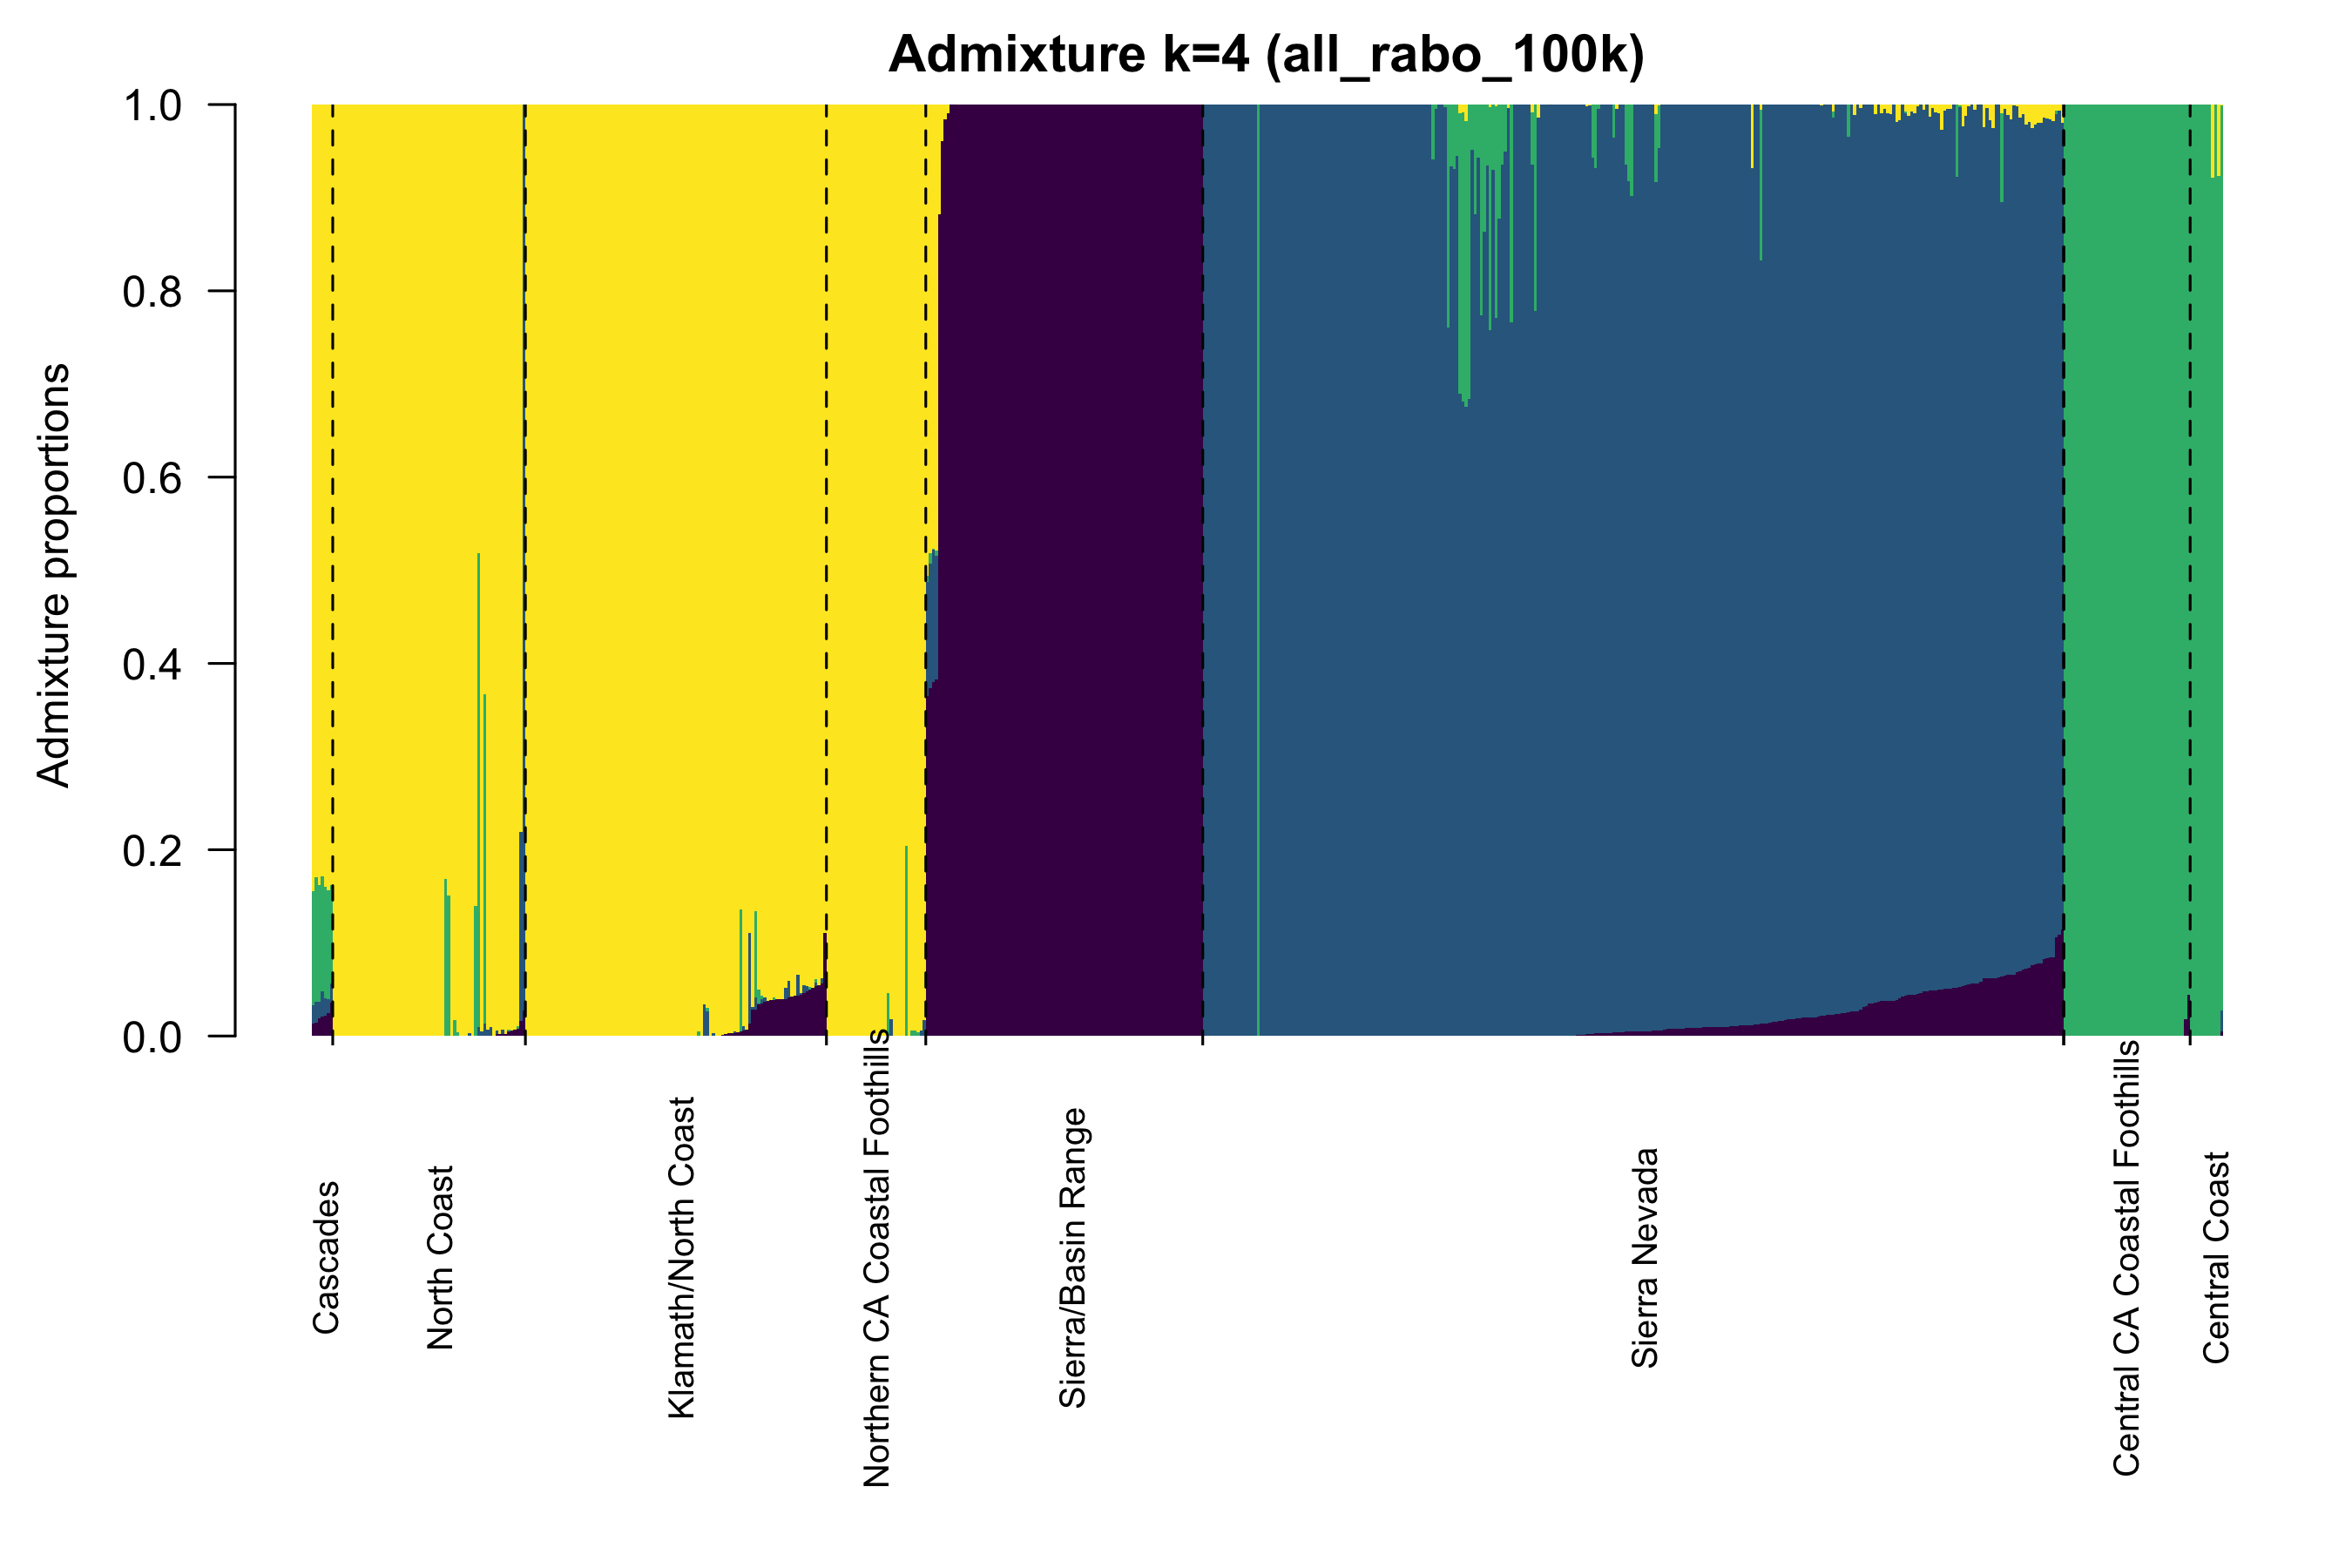 Admixture k=4 (all_rabo_100k)
Admixture proportions
1.0
0.8
0.6
0.4
0.2
0.0
Cascades
North Coast
Klamath/North Coast
Northern CA Coastal Foothills
Sierra/Basin Range
Sierra Nevada
Central CA Coastal Foothills
Central Coast